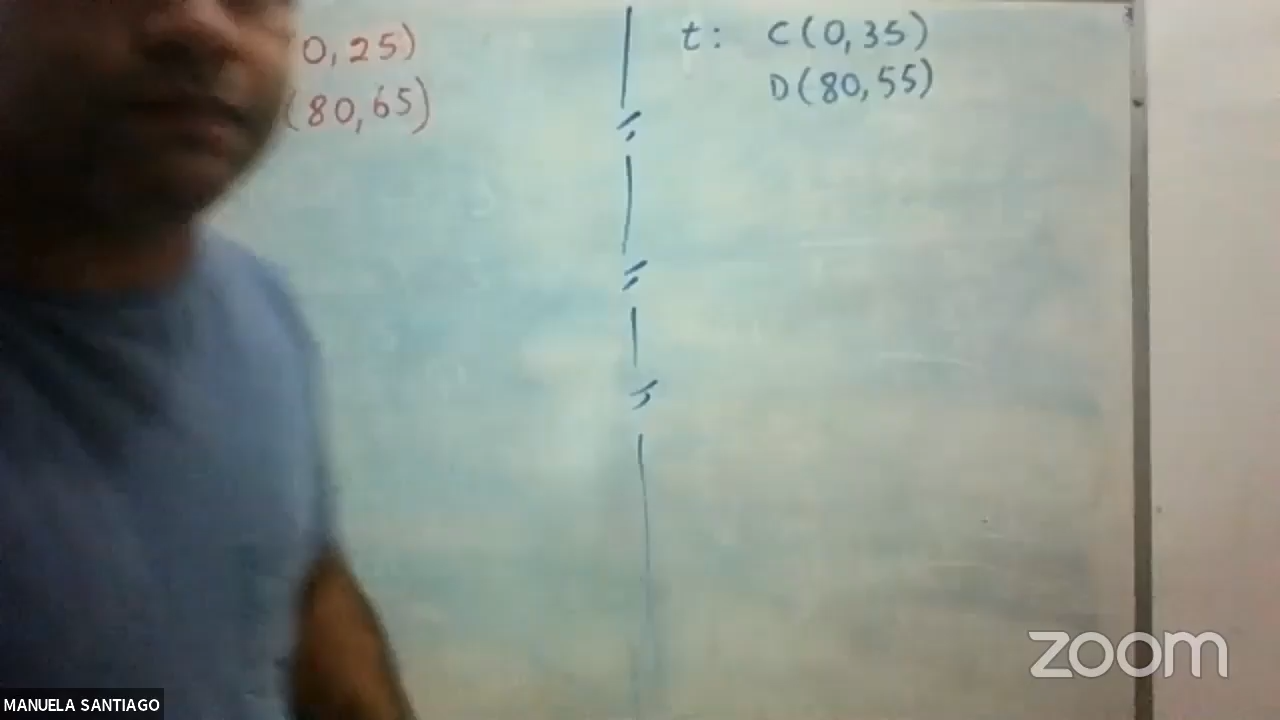 0,25)
(80,65)
t: C(0,35)
D(80,55)
zoom
MANUELA SANTIAGO